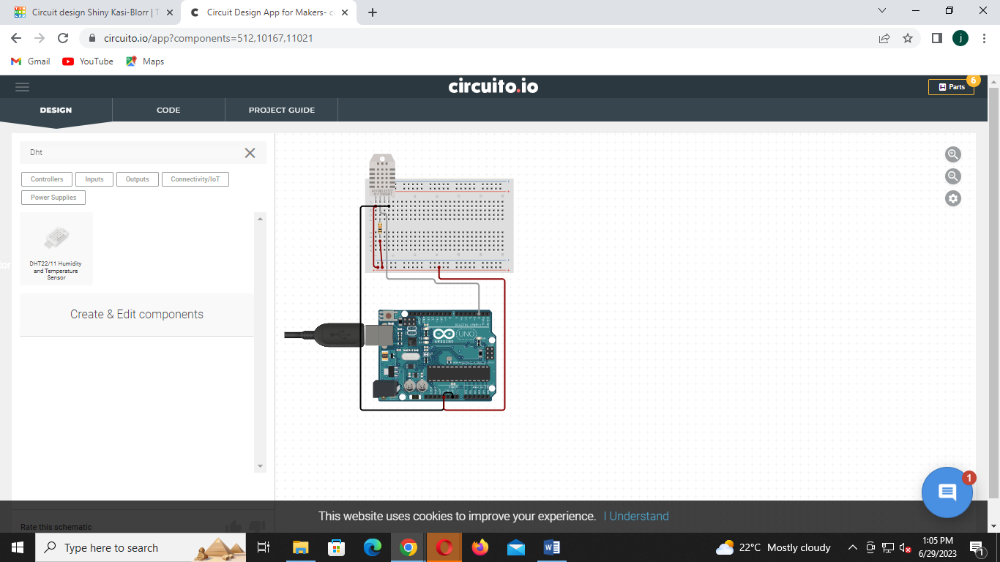 Circuit design Shiny Kasi-Blorr | T
Circuit Design App for Makers- ci
circuito.io/app?components=512,10167,11021
j
Gmail
YouTube
Maps
circuito.io
Parts
6
DESIGN
CODE
PROJECT GUIDE
Dht
Controllers
Inputs
Outputs
Connectivity/IoT
Power Supplies
DHT22/11 Humidity
and Temperature
Sensor
Create & Edit components
UNO
ARDUINO
1
This website uses cookies to improve your experience. I Understand
Rate this schematic
Type here to search
22°C Mostly cloudy
1:05 PM
6/29/2023
1